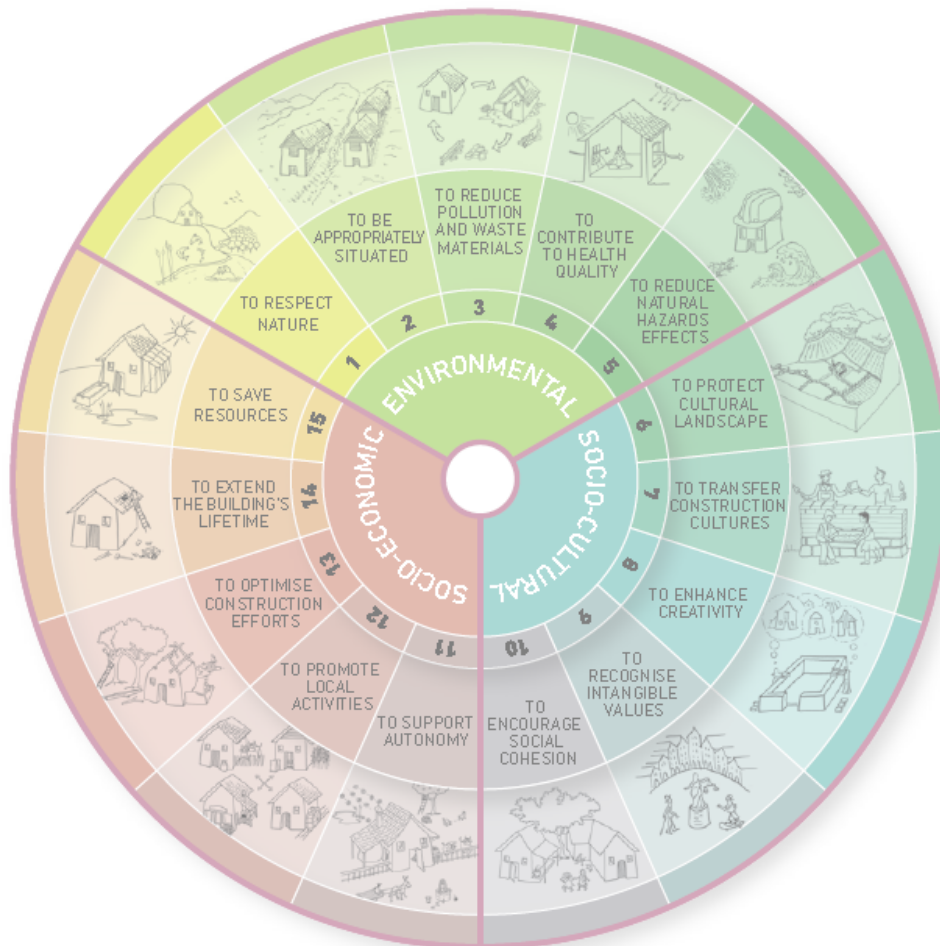 ENVIRONMENTAL
1
TO RESPECT
NATURE
2
TO BE
APPROPRIATELY
SITUATED
3
TO REDUCE
POLLUTION
AND WASTE
MATERIALS
4
TO
CONTRIBUTE
TO HEALTH
QUALITY
5
TO REDUCE
NATURAL
HAZARDS
EFFECTS
SOCIO-CULTURAL
6
TO PROTECT
CULTURAL
LANDSCAPE
7
TO TRANSFER
CONSTRUCTION
CULTURES
8
TO ENHANCE
CREATIVITY
9
TO
RECOGNISE
INTANGIBLE
VALUES
10
TO
ENCOURAGE
SOCIAL
COHESION
SOCIO-ECONOMIC
11
TO SUPPORT
AUTONOMY
12
TO PROMOTE
LOCAL
ACTIVITIES
13
TO OPTIMISE
CONSTRUCTION
EFFORTS
14
TO EXTEND
THE BUILDING'S
LIFETIME
15
TO SAVE
RESOURCES